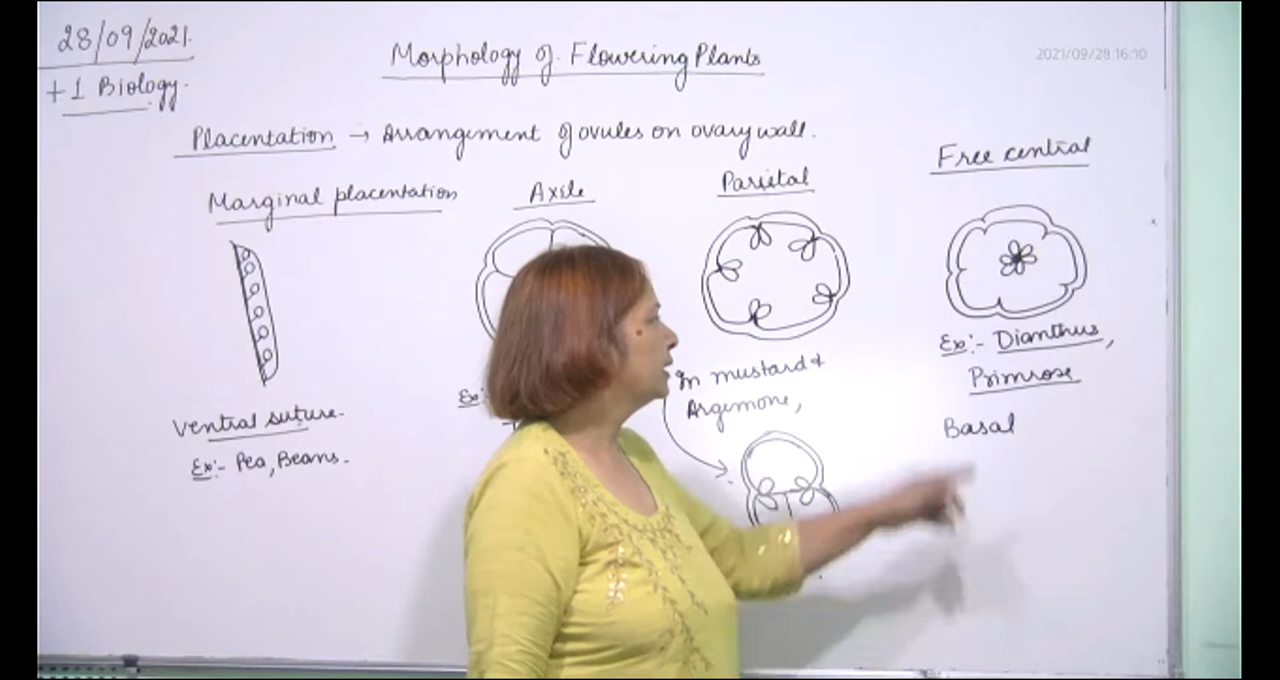 28/09/2021.
+1 Biology.
Morphology of Flowering Plants
2021/09/28 16:10
Placentation → Arrangement of ovules on ovary wall.
Marginal placentation
Axile
Parietal
Free central
Ventral suture.
Ex:- Pea, Beans.
Ex:
In mustard &
Argemone,
Ex:- Dianthus,
Primrose
Basal